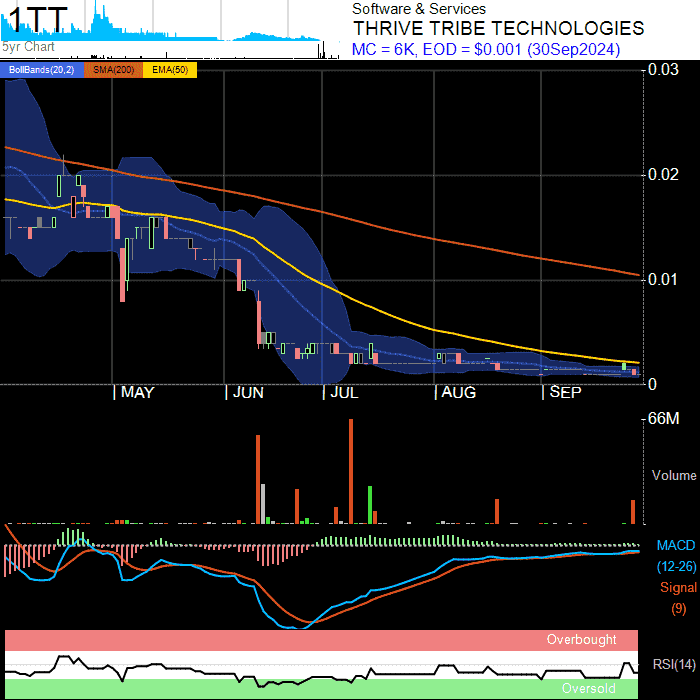 1TT
Software & Services
THRIVE TRIBE TECHNOLOGIES
MC = 6K, EOD = $0.001 (30Sep2024)
5yr Chart
BollBands(20,2) SMA(200) EMA(50)
0.03
0.02
0.01
0
| MAY | JUN | JUL | AUG | SEP
66M
Volume
MACD
(12-26)
Signal
(9)
Overbought
RSI(14)
Oversold